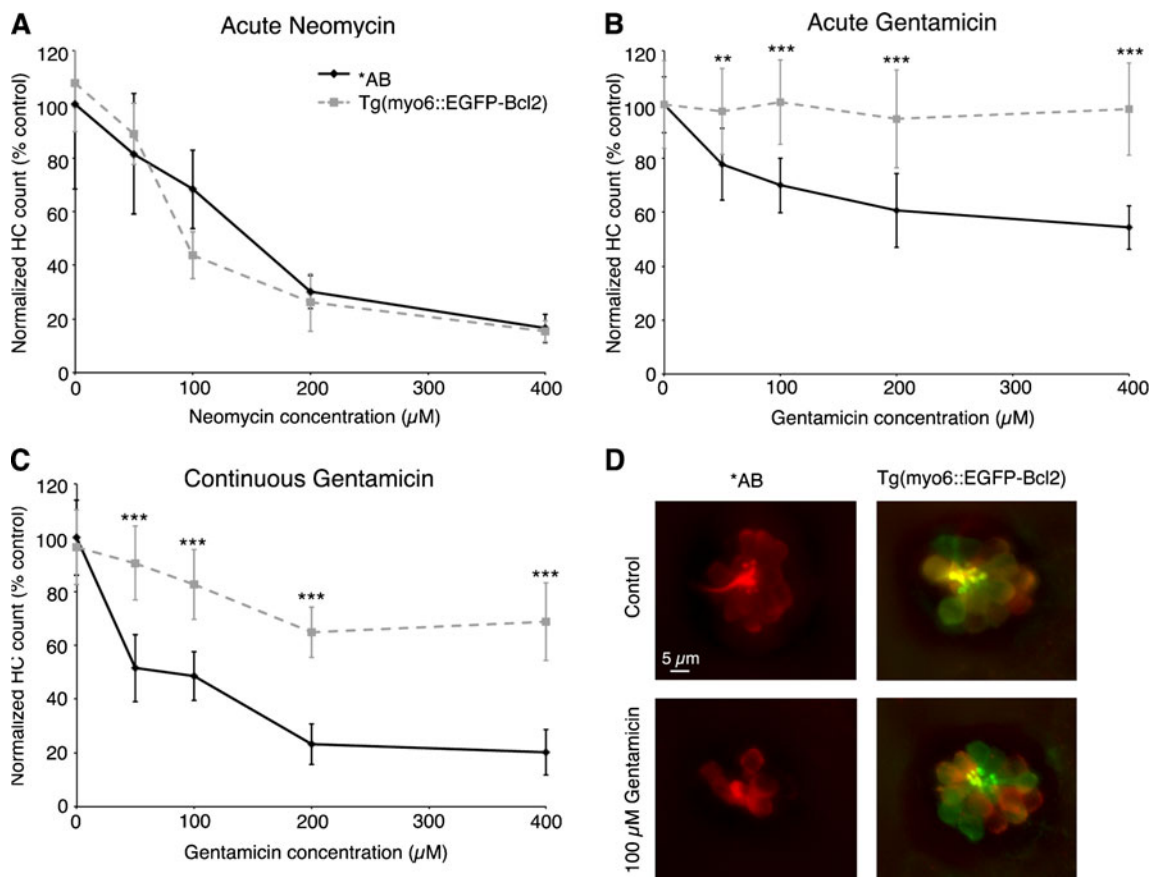 A
Acute Neomycin
Normalized HC count (% control)
120
100
80
60
40
20
0
*AB
Tg(myo6::EGFP-Bcl2)
0 100 200 300 400
Neomycin concentration (µM)
B
Acute Gentamicin
Normalized HC count (% control)
120
100
80
60
40
20
0
** *** *** ***
0 100 200 300 400
Gentamicin concentration (µM)
C
Continuous Gentamicin
Normalized HC count (% control)
120
100
80
60
40
20
0
*** *** *** ***
0 100 200 300 400
Gentamicin concentration (µM)
D
*AB Tg(myo6::EGFP-Bcl2)
Control
5 µm
100 µM Gentamicin